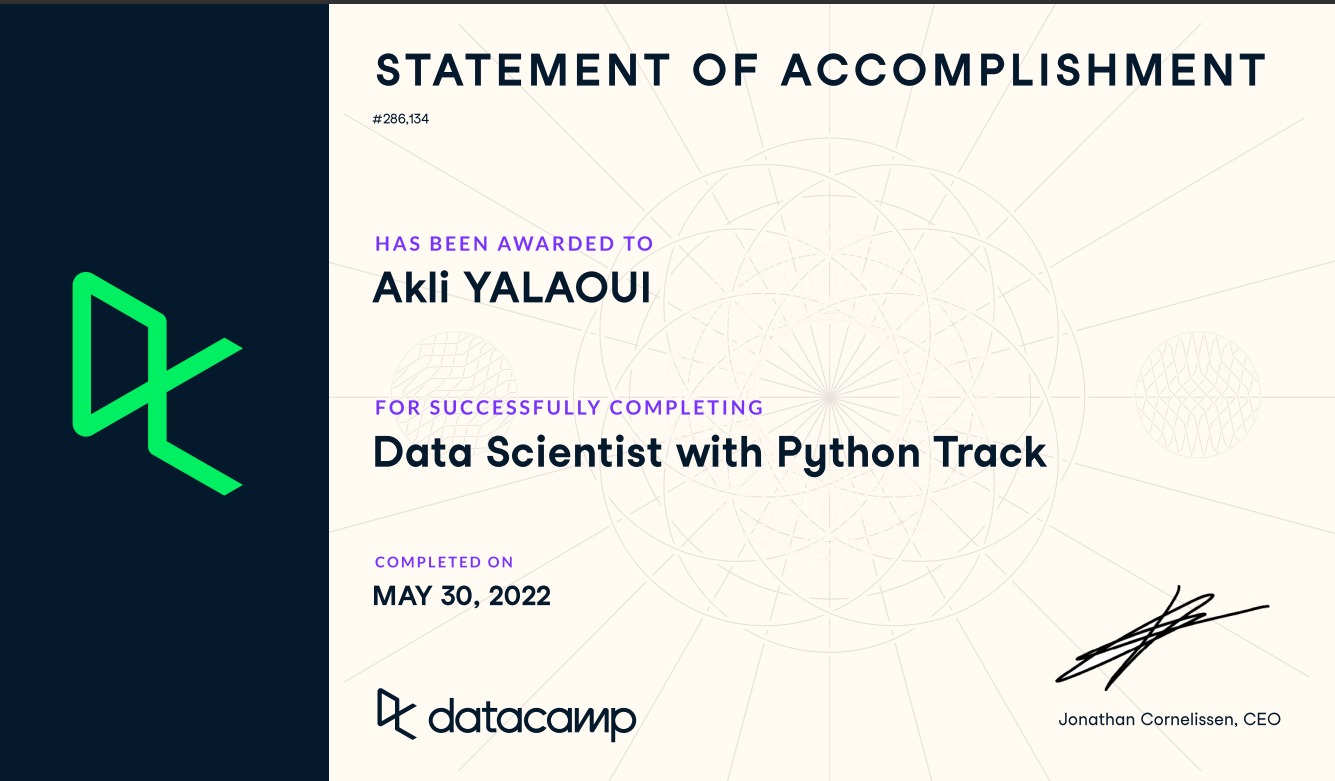 STATEMENT OF ACCOMPLISHMENT
#286,134
HAS BEEN AWARDED TO
Akli YALAOUI
FOR SUCCESSFULLY COMPLETING
Data Scientist with Python Track
COMPLETED ON
MAY 30, 2022
datacamp
Jonathan Cornelissen, CEO